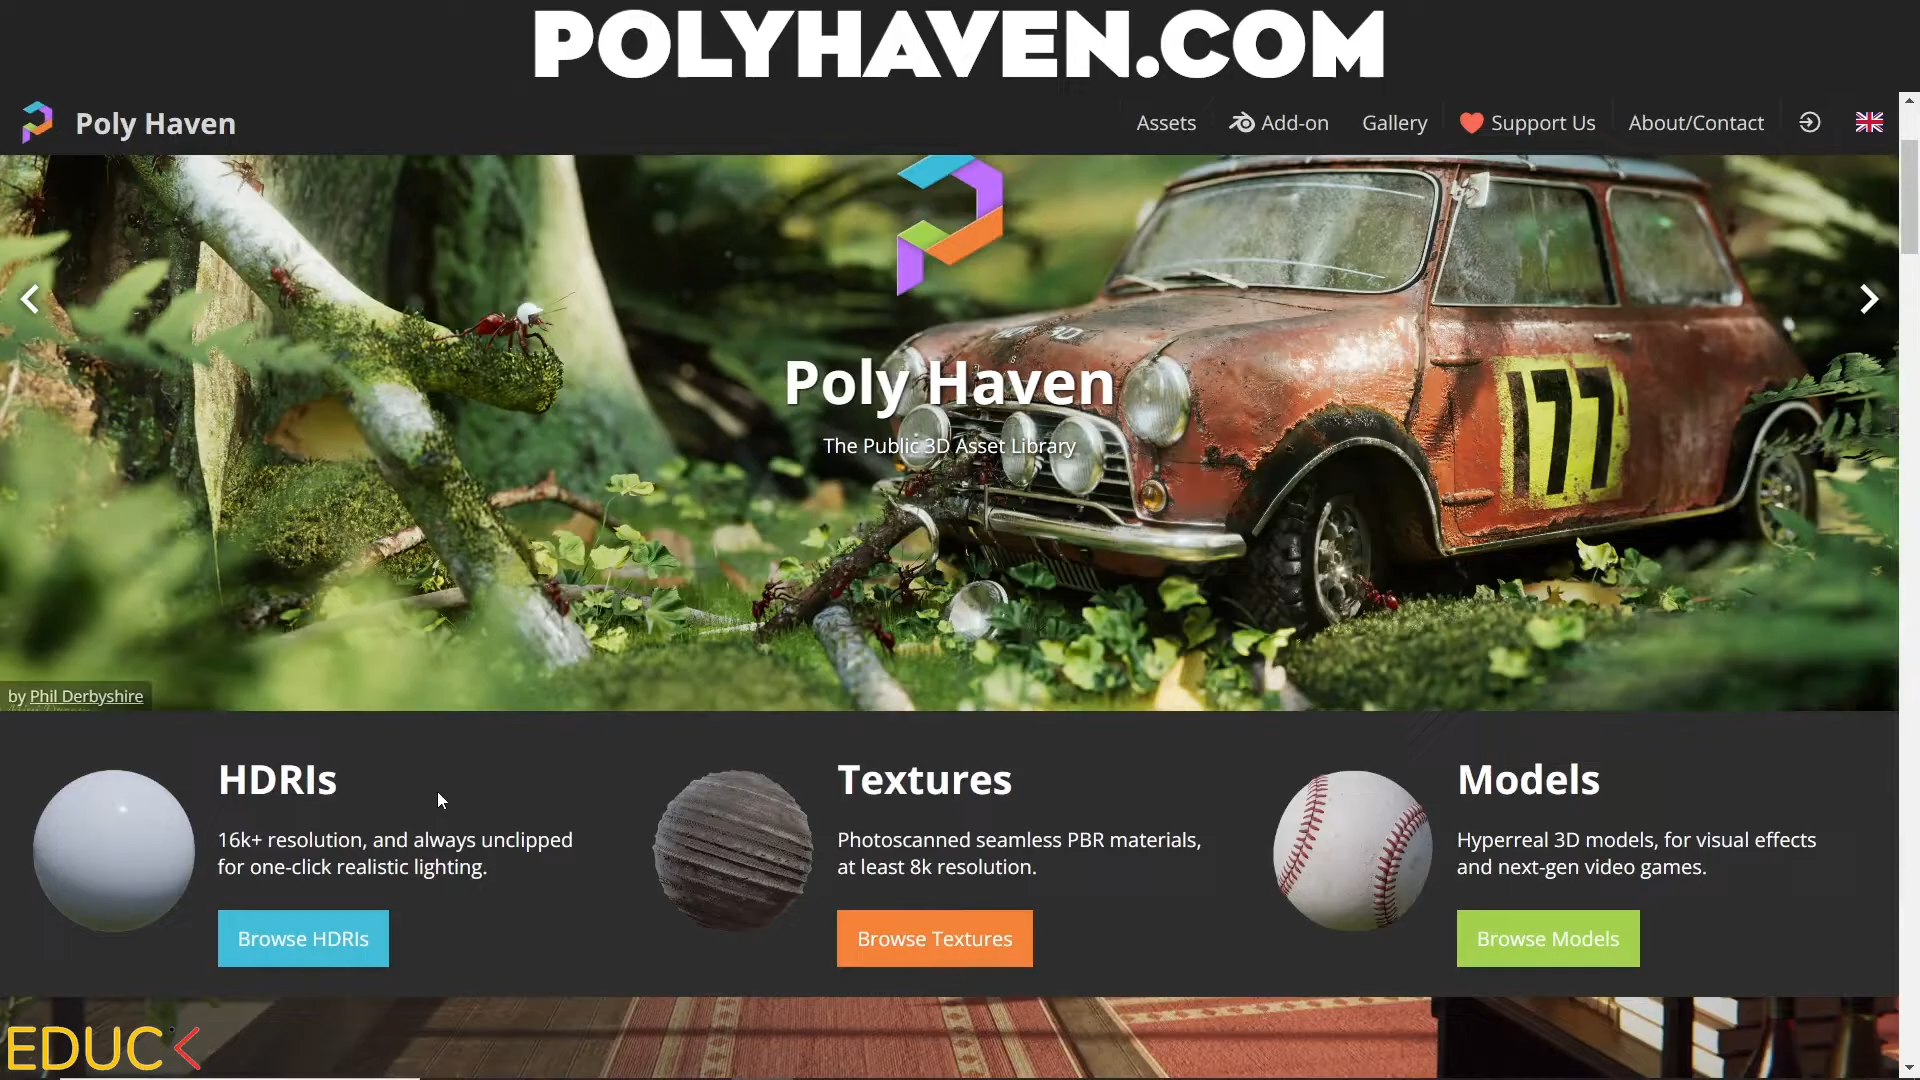 POLYHAVEN.COM
Poly Haven
Assets
Add-on
Gallery
Support Us
About/Contact
Poly Haven
The Public 3D Asset Library
77
by Phil Derbyshire
HDRIs
16k+ resolution, and always unclipped
for one-click realistic lighting.
Browse HDRIs
Textures
Photoscanned seamless PBR materials,
at least 8k resolution.
Browse Textures
Models
Hyperreal 3D models, for visual effects
and next-gen video games.
Browse Models
EDUC